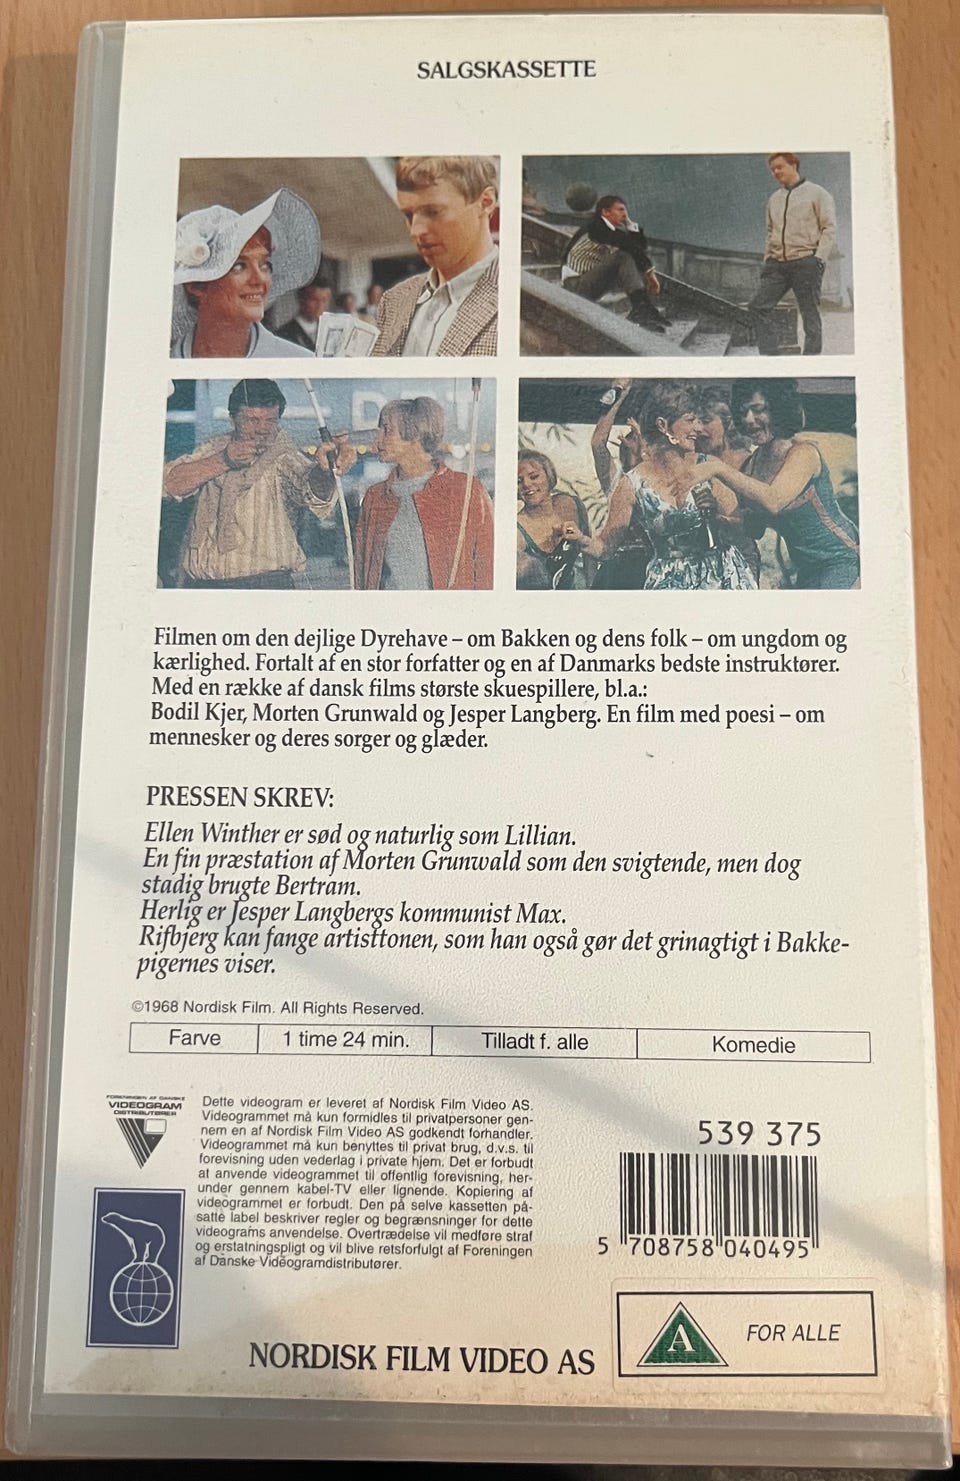 SALGSKASSETTE
Filmen om den dejlige Dyrehave – om Bakken og dens folk – om ungdom og
kærlighed. Fortalt af en stor forfatter og en af Danmarks bedste instruktører.
Med en række af dansk films største skuespillere, bl.a.:
Bodil Kjer, Morten Grunwald og Jesper Langberg. En film med poesi – om
mennesker og deres sorger og glæder.
PRESSEN SKREV:
Ellen Winther er sød og naturlig som Lillian.
En fin præstation af Morten Grunwald som den svigtende, men dog
stadig brugte Bertram.
Herlig er Jesper Langbergs kommunist Max.
Rifbjerg kan fange artisttonen, som han også gør det grinagtigt i Bakke-
pigernes viser.
©1968 Nordisk Film. All Rights Reserved.
Farve 1 time 24 min. Tilladt f. alle Komedie
FORENINGEN AF DANSKE
VIDEOGRAM
DISTRIBUTØRER
Dette videogram er leveret af Nordisk Film Video AS.
Videogrammet må kun formidles til privatpersoner gen-
nem en af Nordisk Film Video AS godkendt forhandler.
Videogrammet må kun benyttes til privat brug, d.v.s. til
forevisning uden vederlag i private hjem. Det er forbudt
at anvende videogrammet til offentlig forevisning, her-
under gennem kabel-TV eller lignende. Kopiering af
videogrammet er forbudt. Den på selve kassetten på-
satte label beskriver regler og begrænsninger for dette
videograms anvendelse. Overtrædelse vil medføre straf
og erstatningspligt og vil blive retsforfulgt af Foreningen
af Danske Videogramdistributører.
539 375
5 708758 040495
A FOR ALLE
NORDISK FILM VIDEO AS